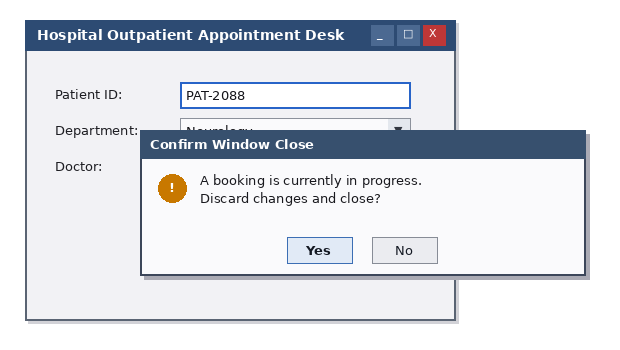 Hospital Outpatient Appointment Desk
Patient ID: PAT-2088
Department: Neurology
Doctor:
Confirm Window Close
A booking is currently in progress.
Discard changes and close?
Yes No